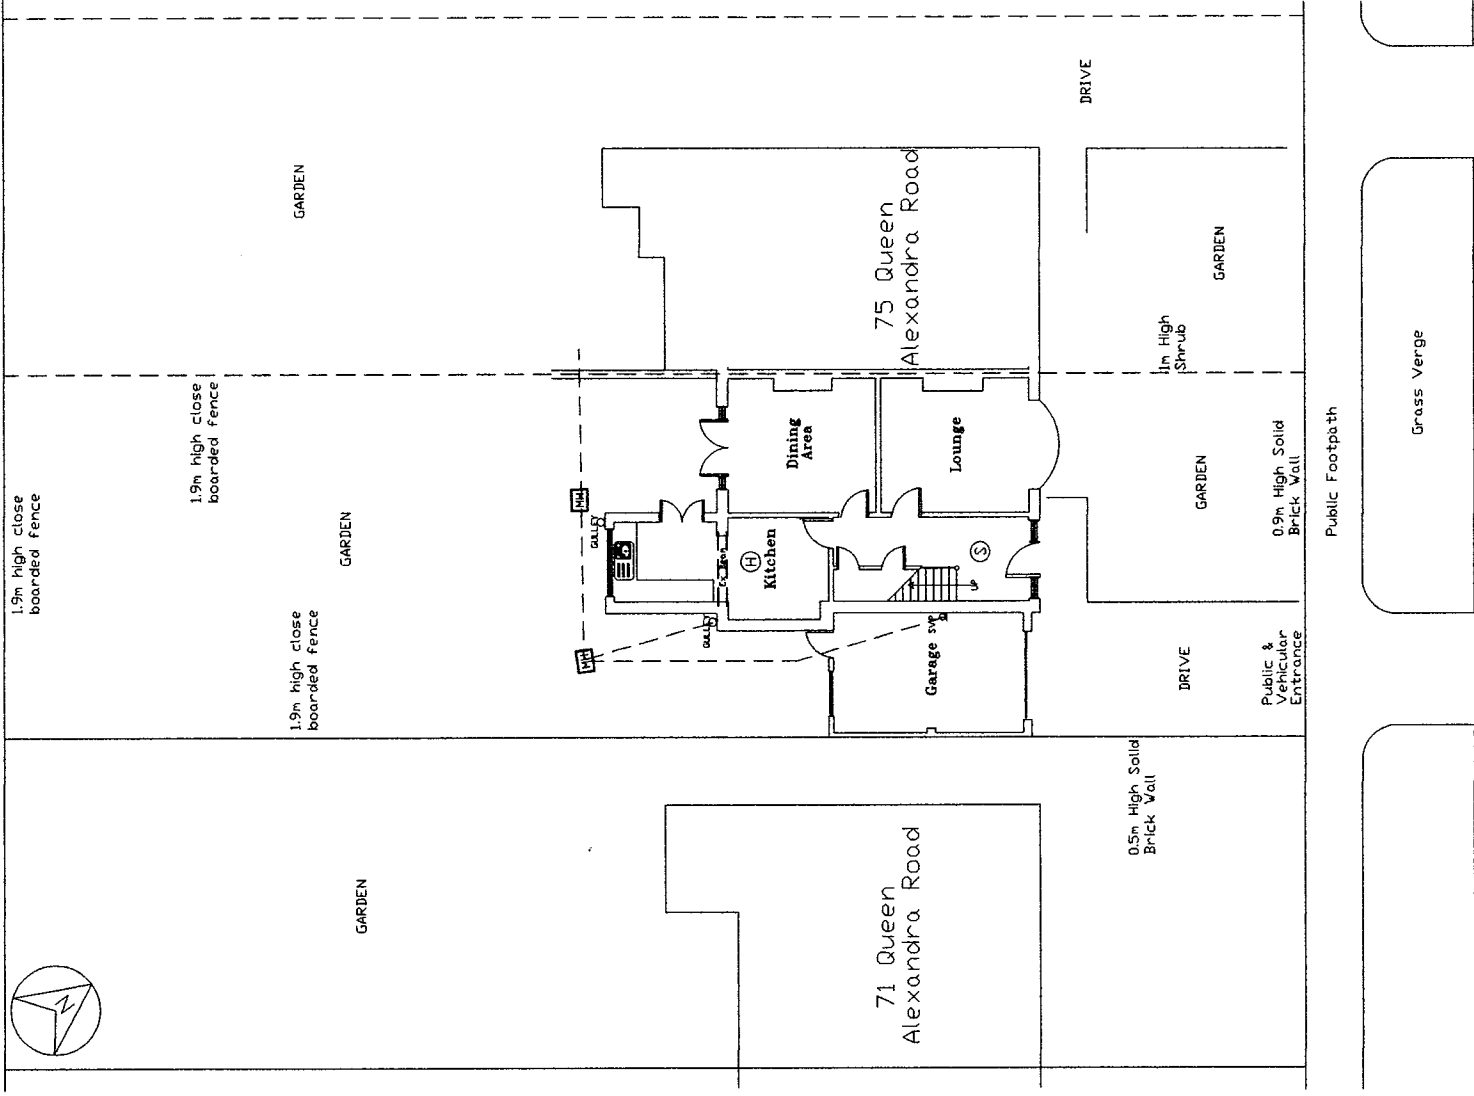 1.9m high close
boarded fence
1.9m high close
boarded fence
1.9m high close
boarded fence
GARDEN
GARDEN
GARDEN
DRIVE
75 Queen
Alexandra Road
GARDEN
1m High
Shrub
MH
MH
GULLEY
GULLEY
Dining
Area
Lounge
H
Kitchen
S
UP
SVP
Garage
GARDEN
0.9m High Solid
Brick Wall
Public Footpath
Grass Verge
DRIVE
Public &
Vehicular
Entrance
0.5m High Solid
Brick Wall
71 Queen
Alexandra Road
N